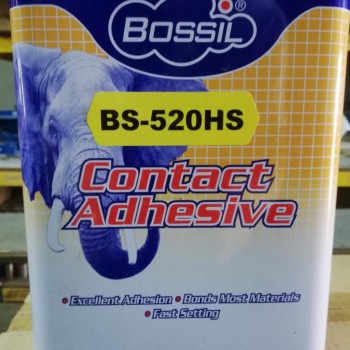 BOSSIL ®
BS-520HS
Contact
Adhesive
• Excellent Adhesion • Bonds Most Materials
• Fast Setting